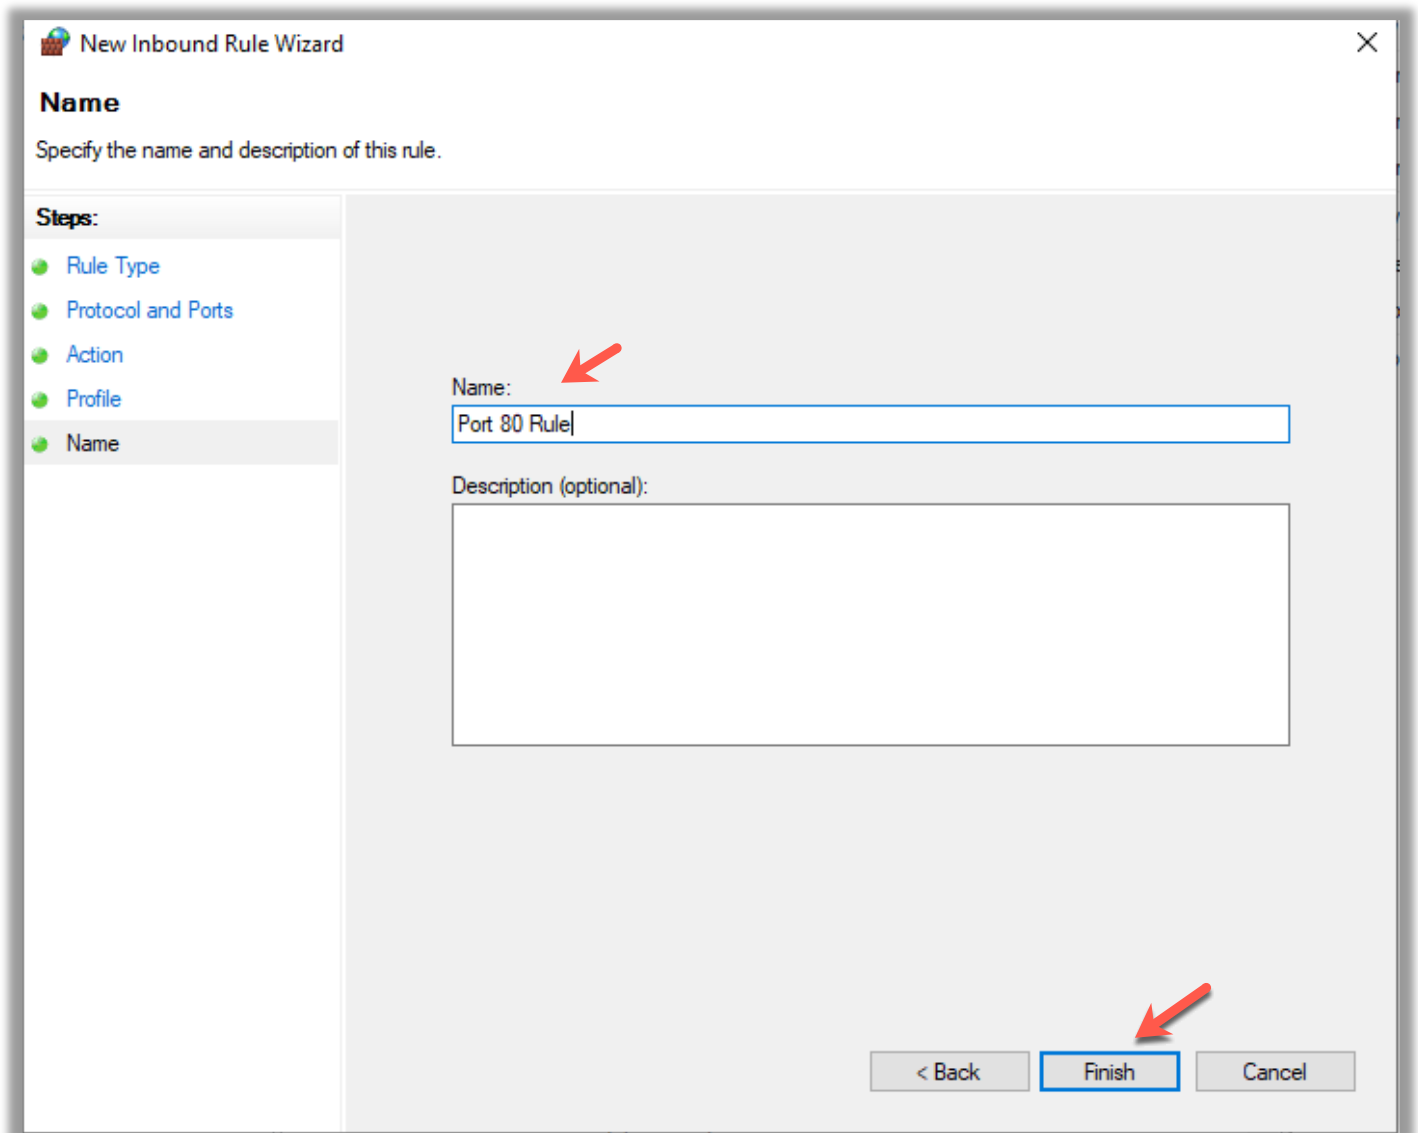 New Inbound Rule Wizard
Name
Specify the name and description of this rule.
Steps:
Rule Type
Protocol and Ports
Action
Profile
Name
Name:
Port 80 Rule
Description (optional):
< Back
Finish
Cancel